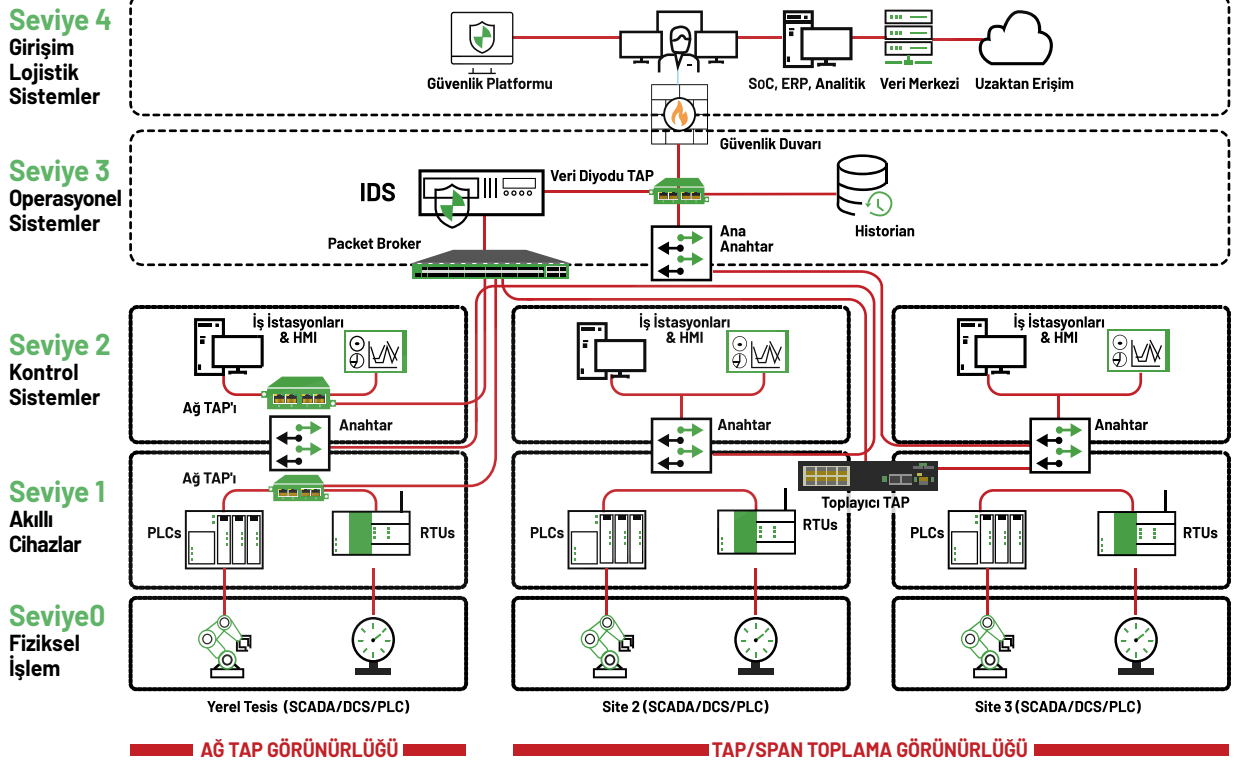 Seviye 4
Girişim
Lojistik
Sistemler
Güvenlik Platformu
SoC, ERP, Analitik
Veri Merkezi
Uzaktan Erişim
Güvenlik Duvarı
Seviye 3
Operasyonel
Sistemler
IDS
Veri Diyodu TAP
Packet Broker
Ana
Anahtar
Historian
Seviye 2
Kontrol
Sistemler
İş İstasyonları
& HMI
Ağ TAP'ı
Anahtar
İş İstasyonları
& HMI
Anahtar
İş İstasyonları
& HMI
Anahtar
Seviye 1
Akıllı
Cihazlar
Ağ TAP'ı
PLCs
RTUs
PLCs
RTUs
Toplayıcı TAP
PLCs
RTUs
Seviye0
Fiziksel
İşlem
Yerel Tesis (SCADA/DCS/PLC)
Site 2 (SCADA/DCS/PLC)
Site 3 (SCADA/DCS/PLC)
AĞ TAP GÖRÜNÜRLÜĞÜ
TAP/SPAN TOPLAMA GÖRÜNÜRLÜĞÜ